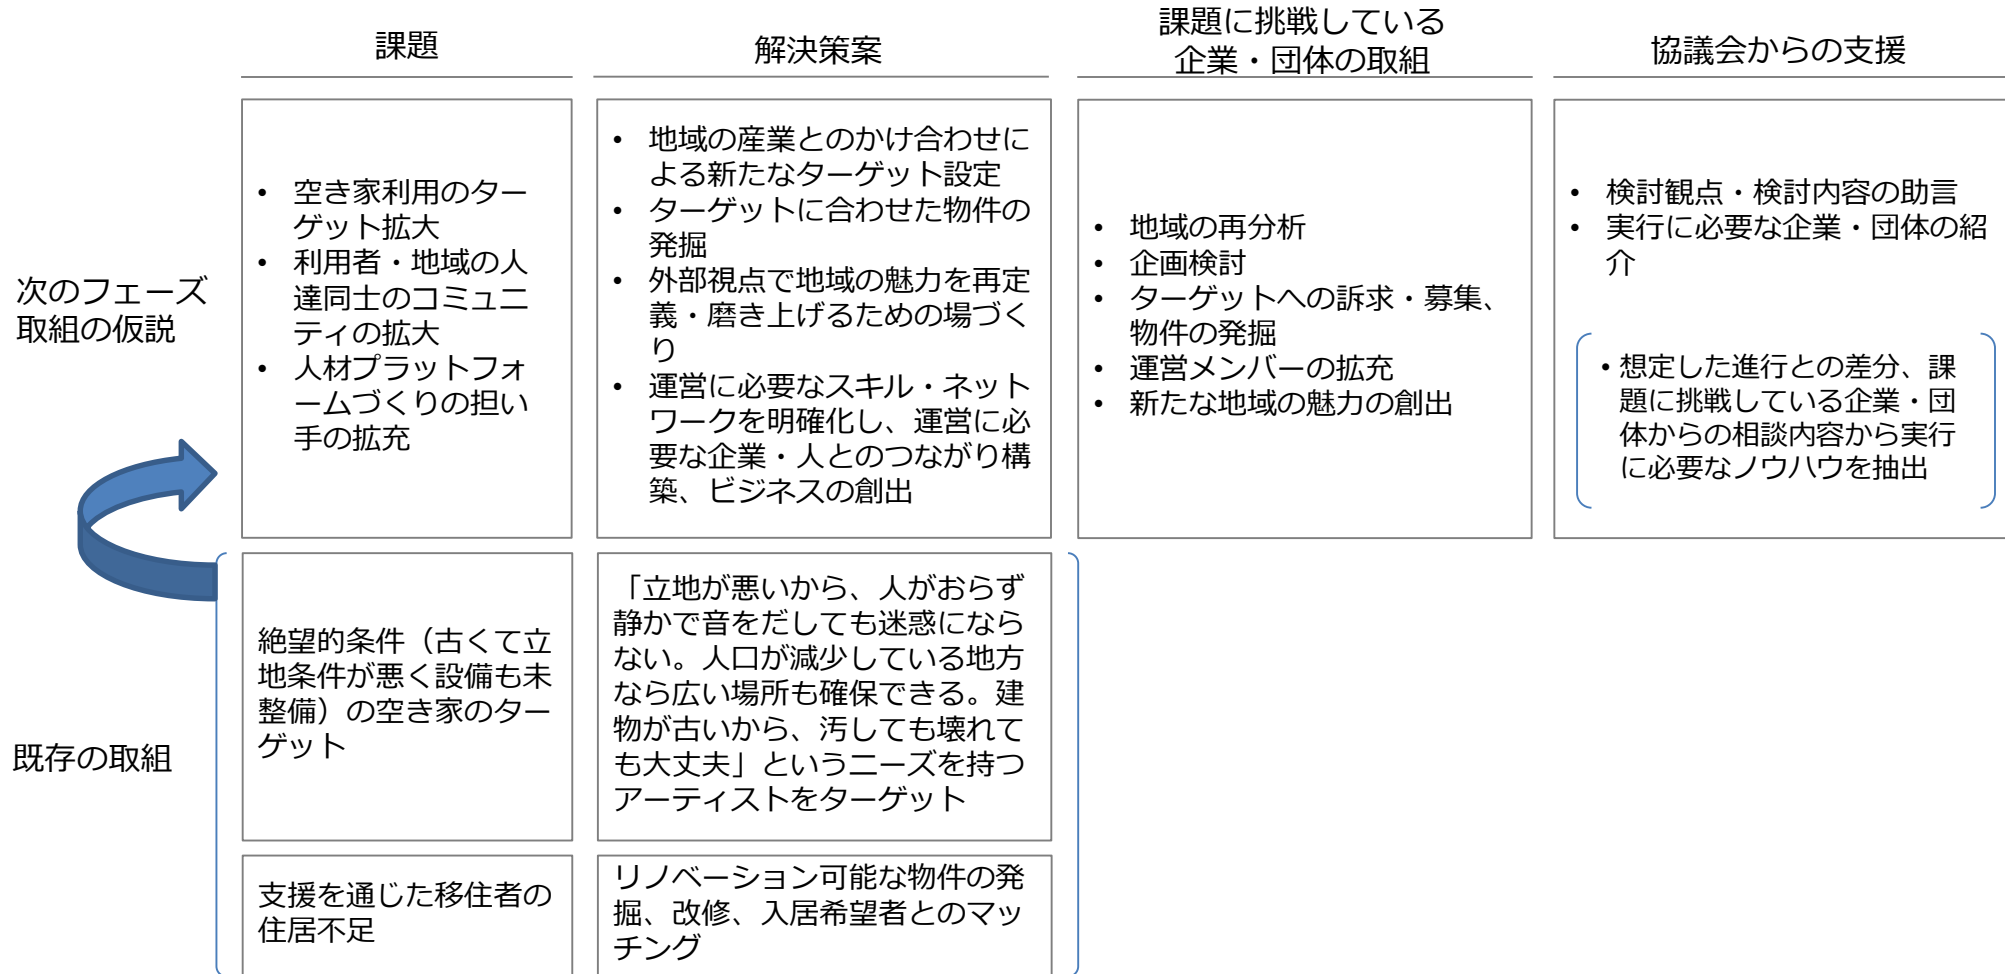 課題
解決策案
課題に挑戦している
企業・団体の取組
協議会からの支援
次のフェーズ
取組の仮説
• 空き家利用のター
ゲット拡大
• 利用者・地域の人
達同士のコミュニ
ティの拡大
• 人材プラットフォ
ームづくりの担い
手の拡充
• 地域の産業とのかけ合わせに
よる新たなターゲット設定
• ターゲットに合わせた物件の
発掘
• 外部視点で地域の魅力を再定
義・磨き上げるための場づく
り
• 運営に必要なスキル・ネット
ワークを明確化し、運営に必
要な企業・人とのつながり構
築、ビジネスの創出
• 地域の再分析
• 企画検討
• ターゲットへの訴求・募集、
物件の発掘
• 運営メンバーの拡充
• 新たな地域の魅力の創出
• 検討観点・検討内容の助言
• 実行に必要な企業・団体の紹
介
• 想定した進行との差分、課
題に挑戦している企業・団
体からの相談内容から実行
に必要なノウハウを抽出
既存の取組
絶望的条件（古くて立
地条件が悪く設備も未
整備）の空き家のター
ゲット
「立地が悪いから、人がおらず
静かで音をだしても迷惑になら
ない。人口が減少している地方
なら広い場所も確保できる。建
物が古いから、汚しても壊れて
も大丈夫」というニーズを持つ
アーティストをターゲット
支援を通じた移住者の
住居不足
リノベーション可能な物件の発
掘、改修、入居希望者とのマッ
チング